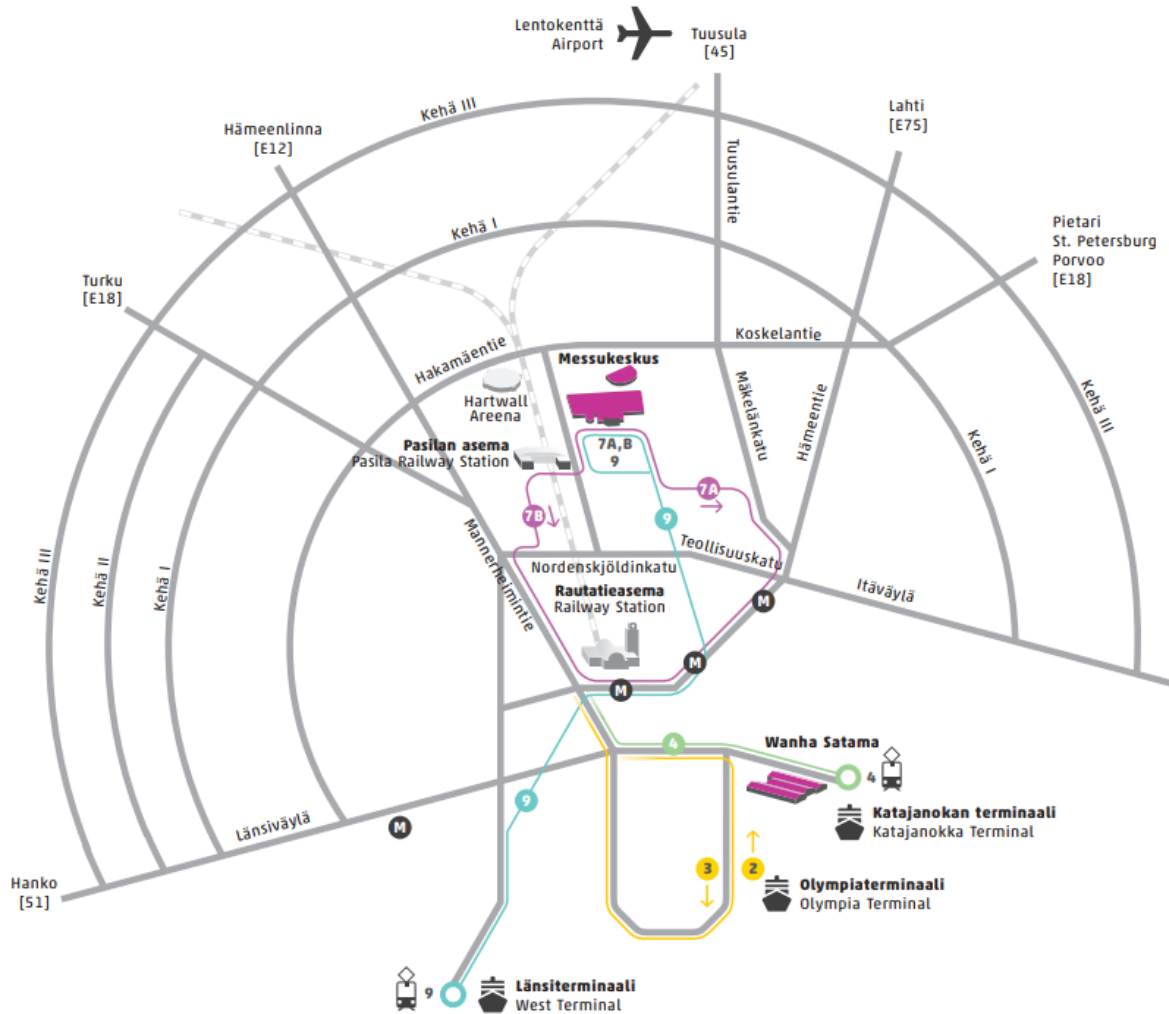 Lentokenttä
Airport
Tuusula
[45]
Kehä III
Lahti
[E75]
Hämeenlinna
[E12]
Tuusulantie
Kehä I
Pietari
St. Petersburg
Porvoo
[E18]
Turku
[E18]
Koskelantie
Hakamäentie
Messukeskus
Hartwall
Areena
Mäkelänkatu
Hämeentie
Kehä III
Pasilan asema
Pasila Railway Station
7A,B
9
Kehä I
7A
7B
9
Mannerheimintie
Teollisuuskatu
Nordenskjöldinkatu
Itäväylä
Kehä III
Kehä II
Kehä I
Rautatieasema
Railway Station
M
M
M
4
Wanha Satama
4
9
Länsiväylä
M
Katajanokan terminaali
Katajanokka Terminal
3
2
Hanko
[51]
Olympiaterminaali
Olympia Terminal
9
Länsiterminaali
West Terminal